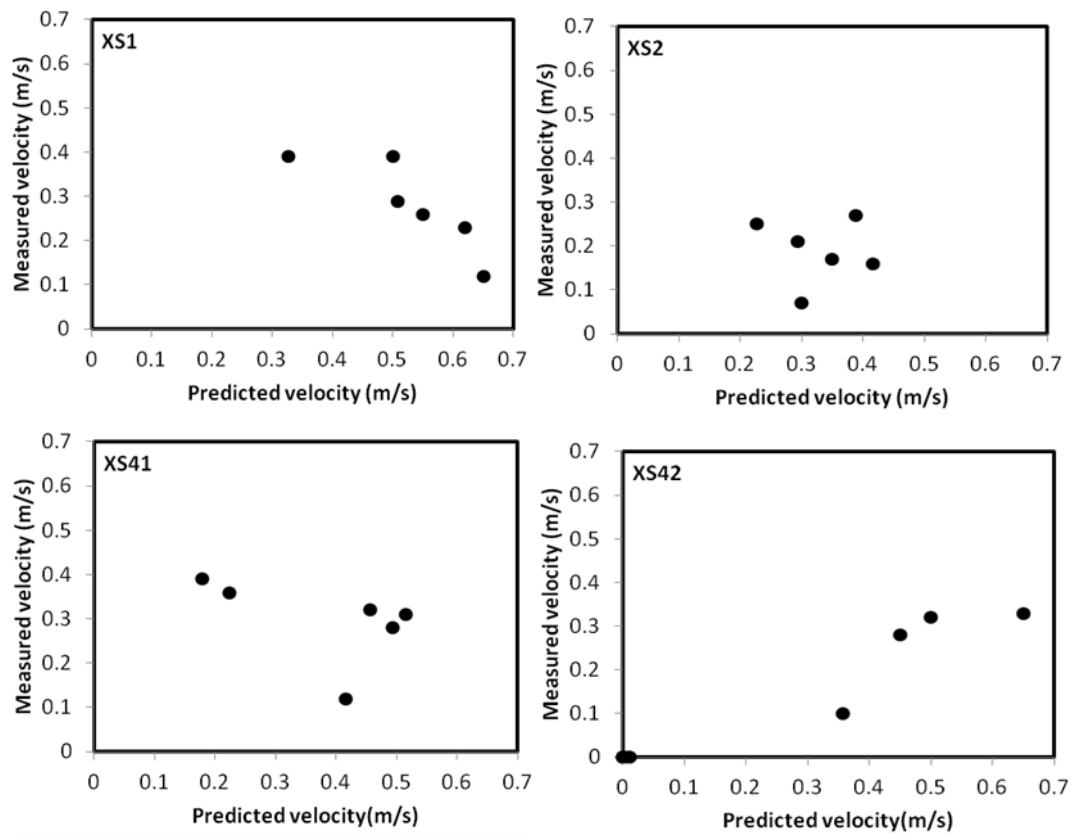 XS1
Measured velocity (m/s)
0.7
0.6
0.5
0.4
0.3
0.2
0.1
0
0 0.1 0.2 0.3 0.4 0.5 0.6 0.7
Predicted velocity (m/s)
XS2
Measured velocity (m/s)
0.7
0.6
0.5
0.4
0.3
0.2
0.1
0
0 0.1 0.2 0.3 0.4 0.5 0.6 0.7
Predicted velocity (m/s)
XS41
Measured velocity (m/s)
0.7
0.6
0.5
0.4
0.3
0.2
0.1
0
0 0.1 0.2 0.3 0.4 0.5 0.6 0.7
Predicted velocity(m/s)
XS42
Measured velocity (m/s)
0.7
0.6
0.5
0.4
0.3
0.2
0.1
0
0 0.1 0.2 0.3 0.4 0.5 0.6 0.7
Predicted velocity(m/s)